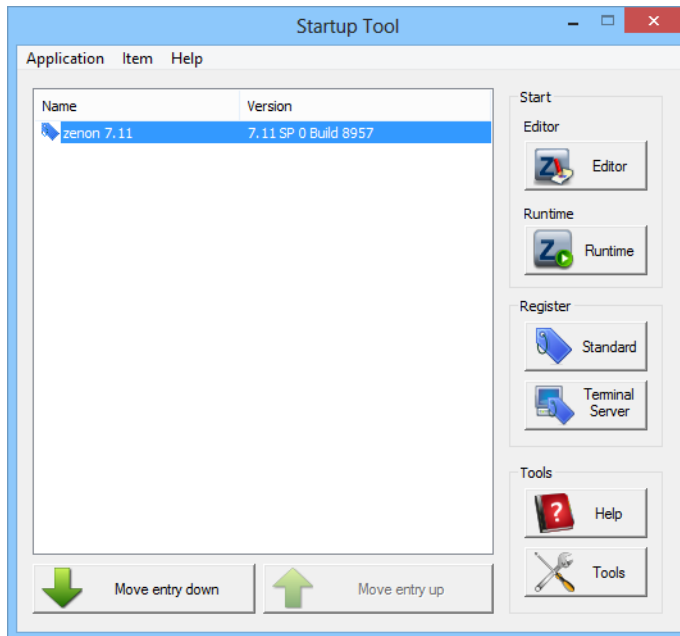 Startup Tool
Application Item Help
Name Version
zenon 7.11 7.11 SP 0 Build 8957
Start
Editor
Editor
Runtime
Runtime
Register
Standard
Terminal
Server
Tools
Help
Tools
Move entry down
Move entry up